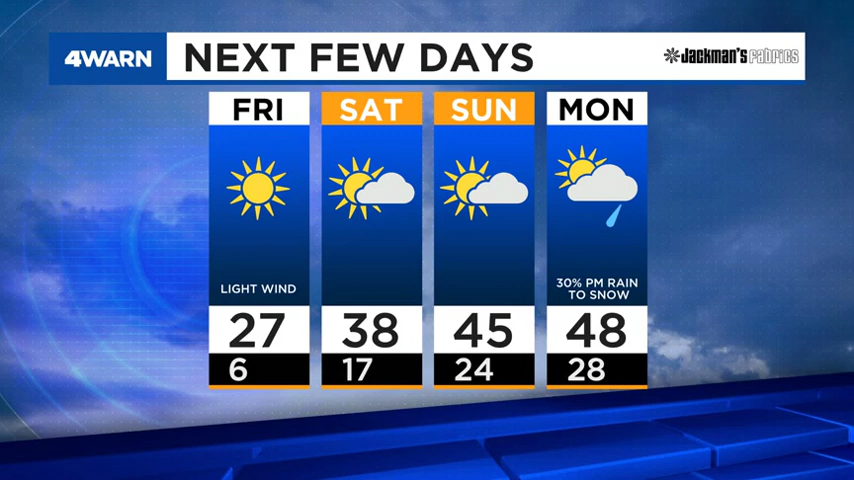 4WARN NEXT FEW DAYS Jackman's Fabrics
FRI SAT SUN MON
LIGHT WIND
30% PM RAIN
TO SNOW
27 38 45 48
6 17 24 28